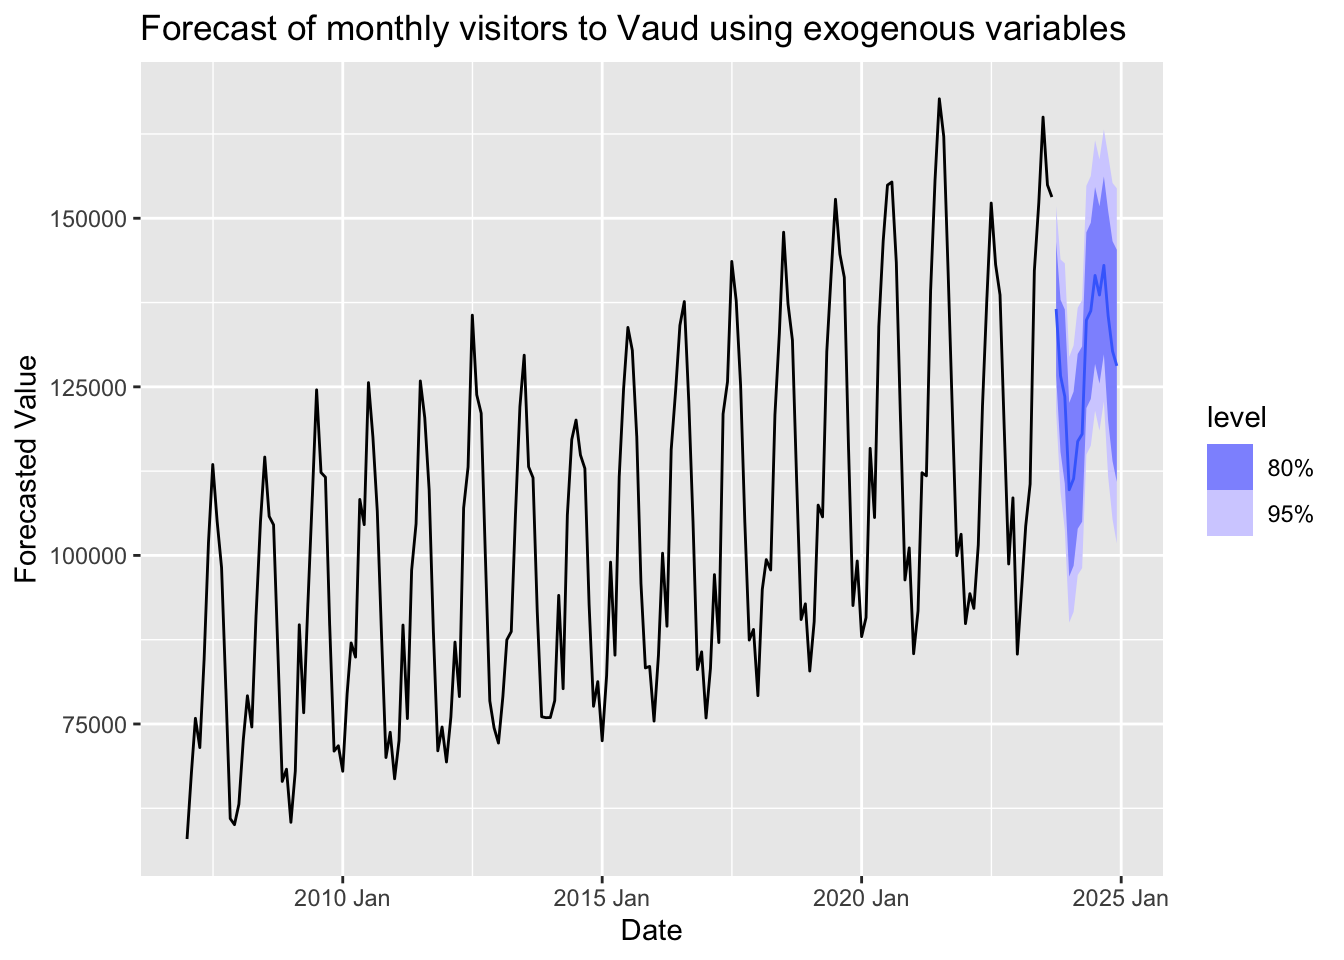 Forecast of monthly visitors to Vaud using exogenous variables
Forecasted Value
150000
125000
100000
75000
2010 Jan
2015 Jan
2020 Jan
2025 Jan
Date
level
80%
95%